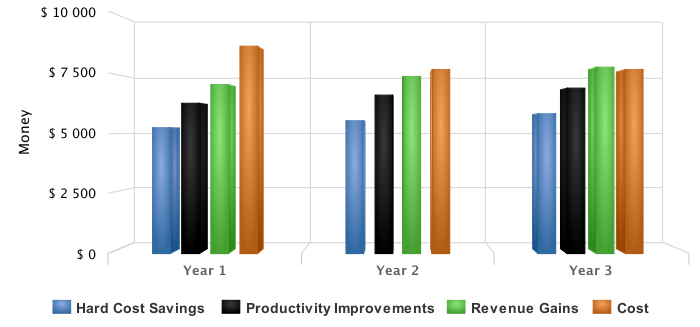 $ 10 000
$ 7 500
$ 5 000
$ 2 500
$ 0
Money
Year 1 Year 2 Year 3
Hard Cost Savings Productivity Improvements Revenue Gains Cost